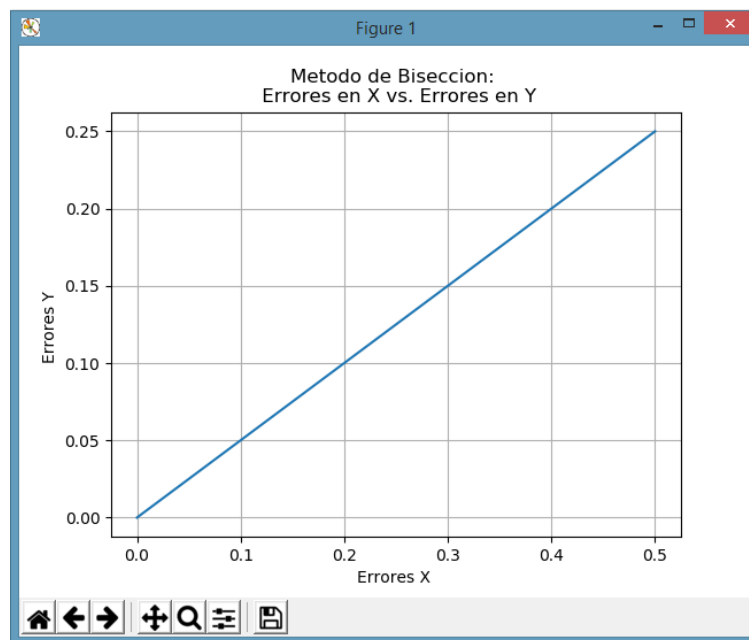 Figure 1
Metodo de Biseccion:
Errores en X vs. Errores en Y
0.25
0.20
0.15
0.10
0.05
0.00
Errores Y
0.0 0.1 0.2 0.3 0.4 0.5
Errores X